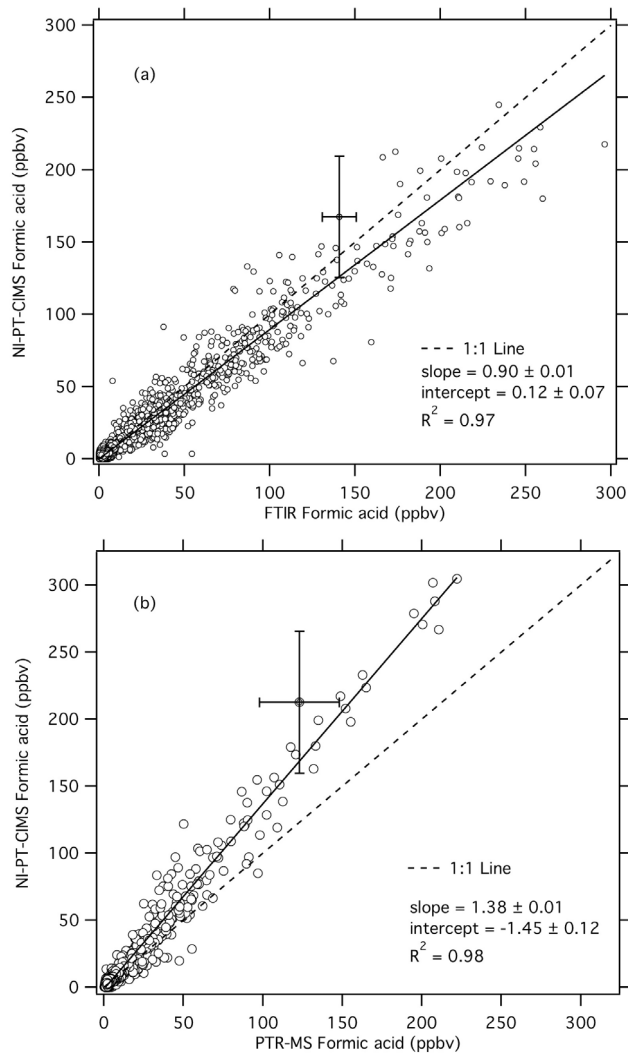 300
(a)
250
200
150
100
50
0
NI-PT-CIMS Formic acid (ppbv)
1:1 Line
slope = 0.90 ± 0.01
intercept = 0.12 ± 0.07
R2 = 0.97
0 50 100 150 200 250 300
FTIR Formic acid (ppbv)
300
(b)
250
200
150
100
50
0
NI-PT-CIMS Formic acid (ppbv)
1:1 Line
slope = 1.38 ± 0.01
intercept = -1.45 ± 0.12
R2 = 0.98
0 50 100 150 200 250 300
PTR-MS Formic acid (ppbv)